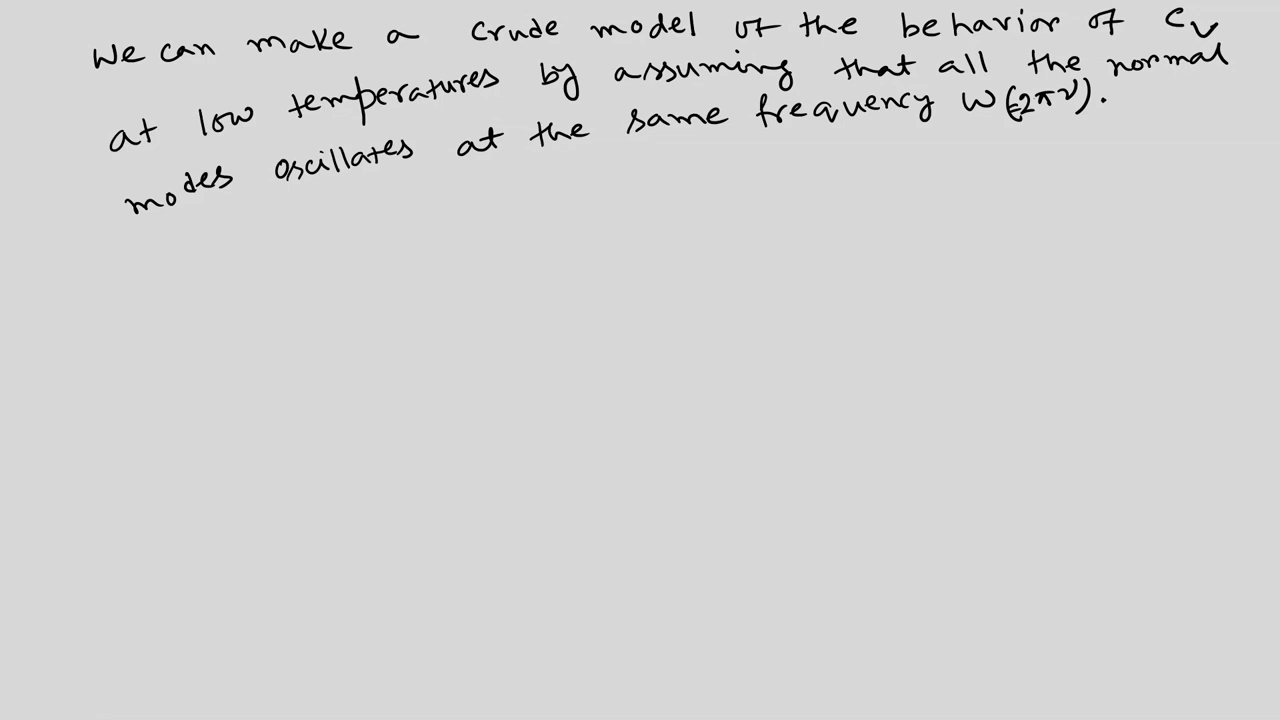 We can make a crude model of the behavior of Cv
at low temperatures by assuming that all the normal
modes oscillates at the same frequency ω(=2πν).